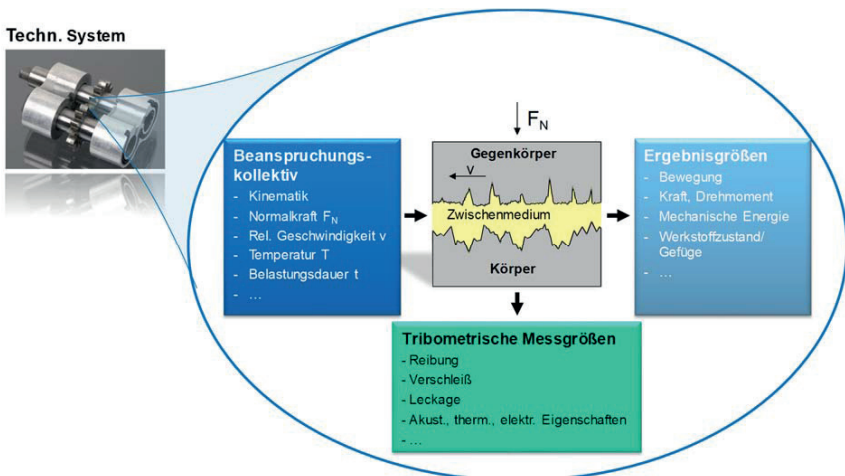 Techn. System
F_N
Beanspruchungs-
kollektiv
- Kinematik
- Normalkraft F_N
- Rel. Geschwindigkeit v
- Temperatur T
- Belastungsdauer t
- ...
Gegenkörper
v
Zwischenmedium
Körper
Ergebnisgrößen
- Bewegung
- Kraft, Drehmoment
- Mechanische Energie
- Werkstoffzustand/
Gefüge
- ...
Tribometrische Messgrößen
- Reibung
- Verschleiß
- Leckage
- Akust., therm., elektr. Eigenschaften
- ...